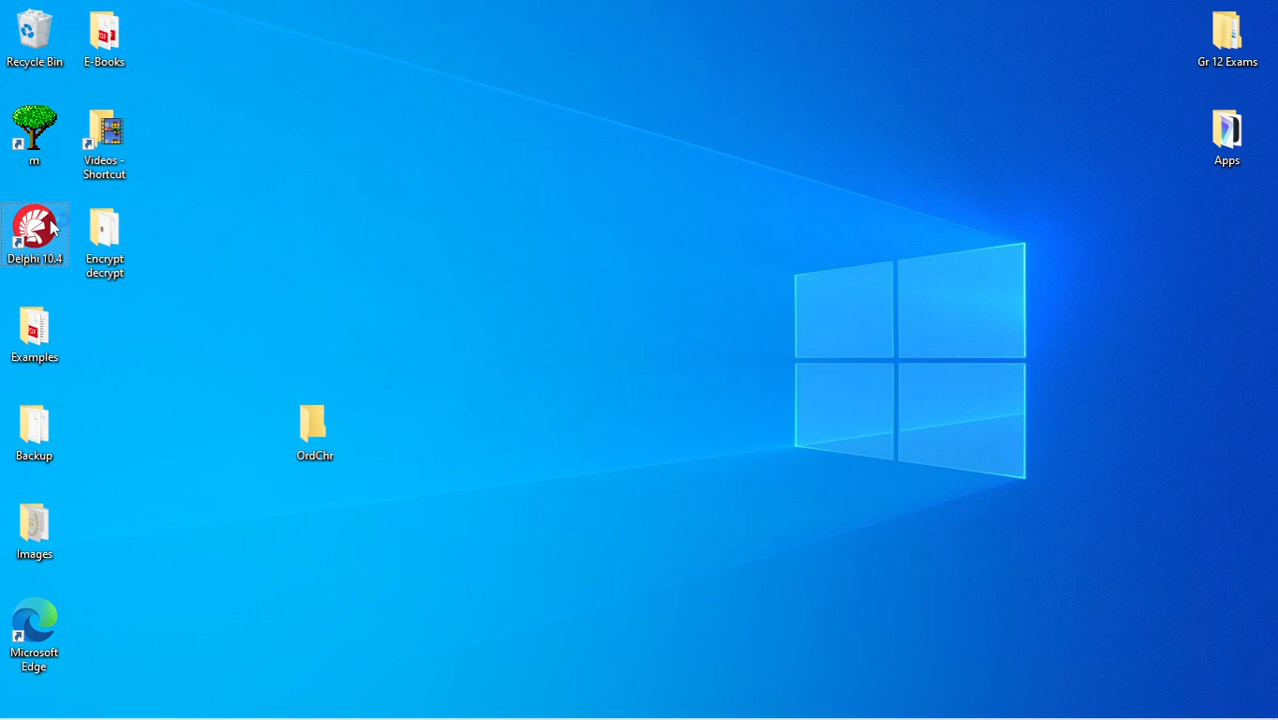 Recycle Bin
E-Books
Gr 12 Exams
m
Videos -
Shortcut
Apps
Delphi 10.4
Encrypt
decrypt
Examples
Backup
OrdChr
Images
Microsoft
Edge